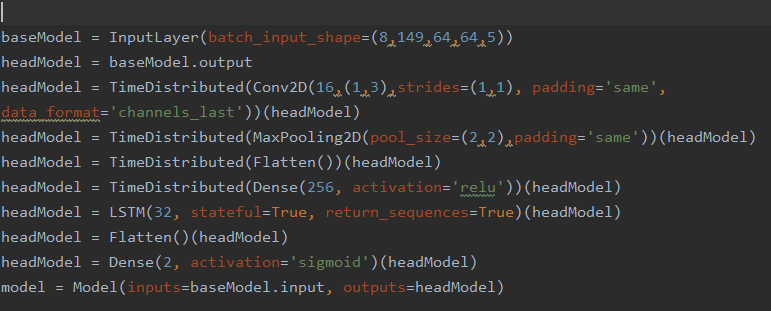 baseModel = InputLayer(batch_input_shape=(8,149,64,64,5))
headModel = baseModel.output
headModel = TimeDistributed(Conv2D(16,(1,3),strides=(1,1), padding='same',
data_format='channels_last'))(headModel)
headModel = TimeDistributed(MaxPooling2D(pool_size=(2,2),padding='same'))(headModel)
headModel = TimeDistributed(Flatten())(headModel)
headModel = TimeDistributed(Dense(256, activation='relu'))(headModel)
headModel = LSTM(32, stateful=True, return_sequences=True)(headModel)
headModel = Flatten()(headModel)
headModel = Dense(2, activation='sigmoid')(headModel)
model = Model(inputs=baseModel.input, outputs=headModel)